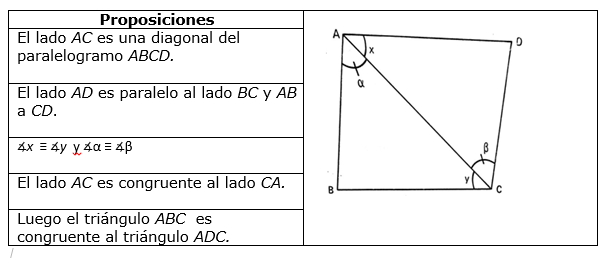 Proposiciones
El lado AC es una diagonal del
paralelogramo ABCD.
El lado AD es paralelo al lado BC y AB
a CD.
∡x ≡ ∡y y ∡α ≡ ∡β
El lado AC es congruente al lado CA.
Luego el triángulo ABC es
congruente al triángulo ADC.
A
D
x
α
β
y
B
C